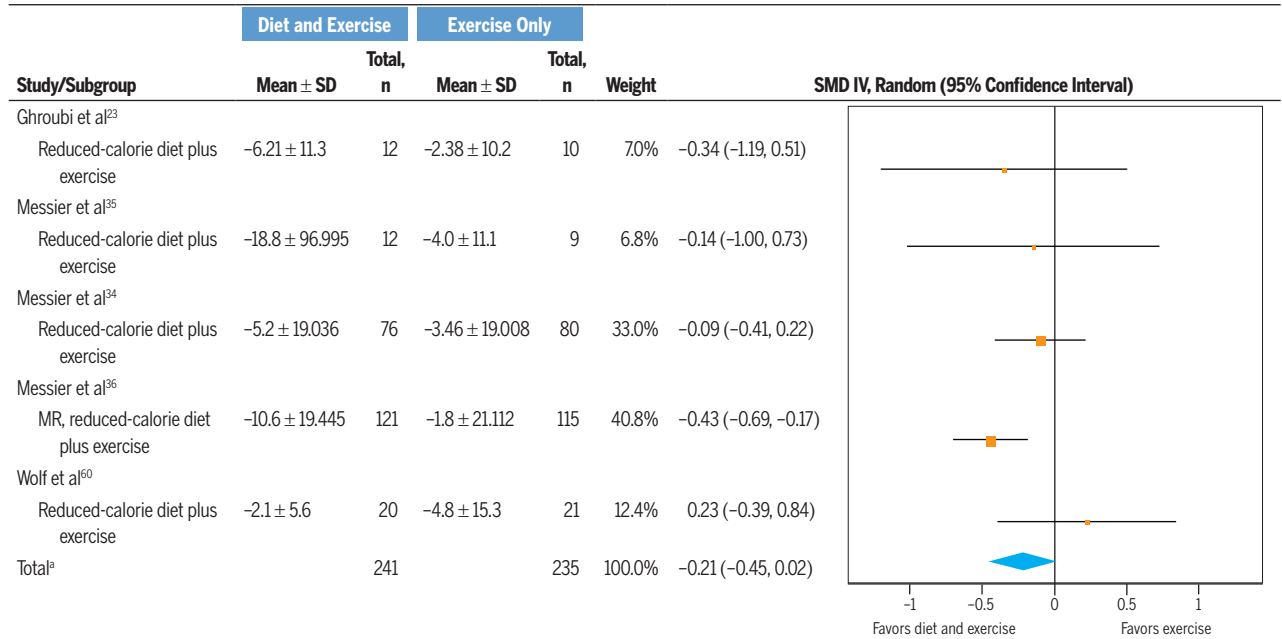 Diet and Exercise Exercise Only
Total, Total,
Study/Subgroup Mean ± SD n Mean ± SD n Weight SMD IV, Random (95% Confidence Interval)
Ghroubi et al²³
Reduced-calorie diet plus −6.21 ± 11.3 12 −2.38 ± 10.2 10 7.0% −0.34 (−1.19, 0.51)
exercise
Messier et al³⁵
Reduced-calorie diet plus −18.8 ± 96.995 12 −4.0 ± 11.1 9 6.8% −0.14 (−1.00, 0.73)
exercise
Messier et al³⁴
Reduced-calorie diet plus −5.2 ± 19.036 76 −3.46 ± 19.008 80 33.0% −0.09 (−0.41, 0.22)
exercise
Messier et al³⁶
MR, reduced-calorie diet −10.6 ± 19.445 121 −1.8 ± 21.112 115 40.8% −0.43 (−0.69, −0.17)
plus exercise
Wolf et al⁶⁰
Reduced-calorie diet plus −2.1 ± 5.6 20 −4.8 ± 15.3 21 12.4% 0.23 (−0.39, 0.84)
exercise
Totalᵃ 241 235 100.0% −0.21 (−0.45, 0.02)
−1 −0.5 0 0.5 1
Favors diet and exercise Favors exercise